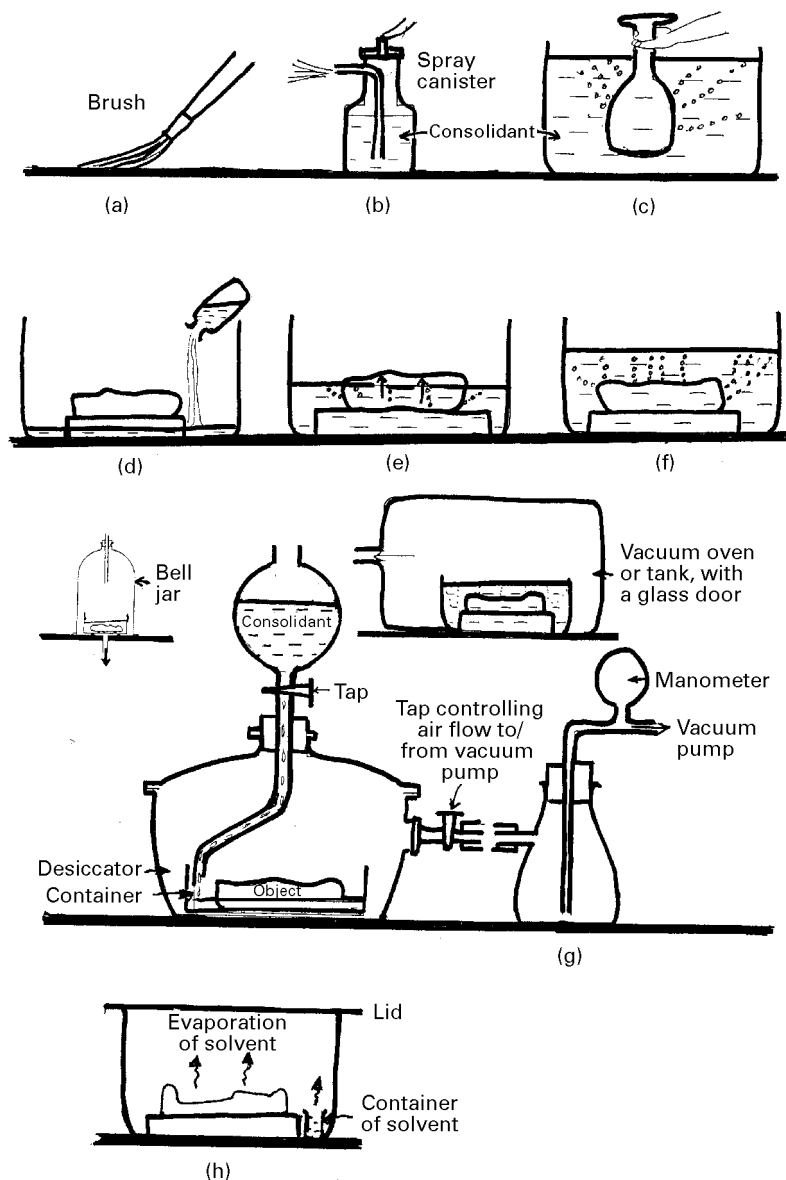 Brush
Spray
canister
Consolidant
(a)
(b)
(c)
(d)
(e)
(f)
Bell
jar
Vacuum oven
or tank, with
a glass door
Consolidant
Tap
Manometer
Tap controlling
air flow to/
from vacuum
pump
Vacuum
pump
Desiccator
Container
Object
(g)
Lid
Evaporation
of solvent
Container
of solvent
(h)